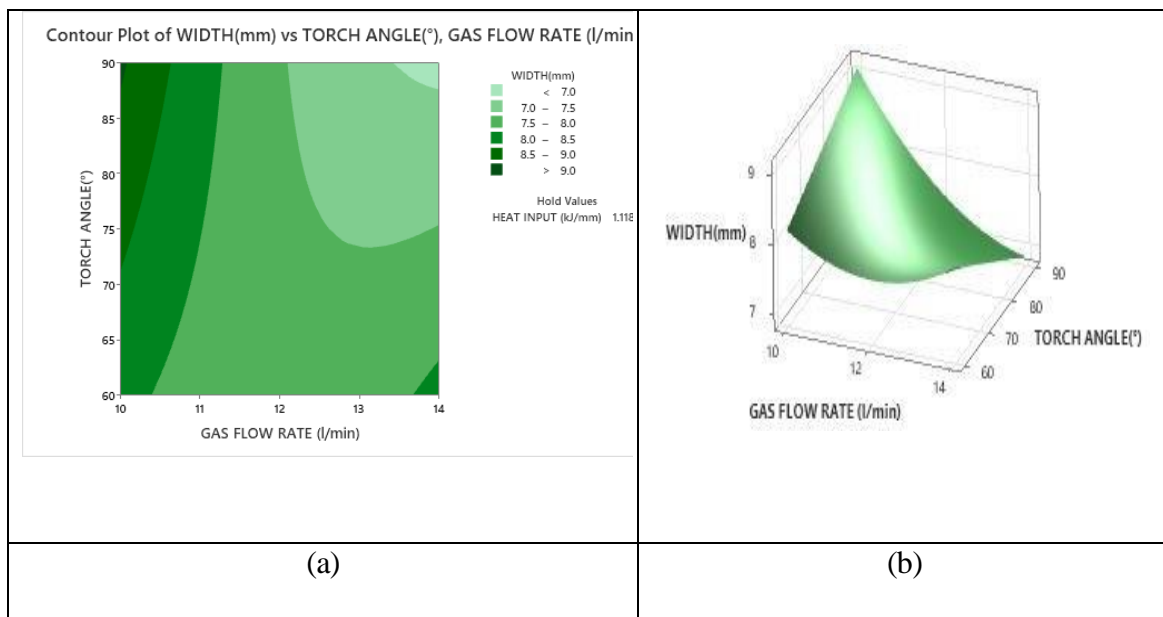 Contour Plot of WIDTH(mm) vs TORCH ANGLE(°), GAS FLOW RATE (l/min
90
85
80
75
70
65
60
TORCH ANGLE(°)
10 11 12 13 14
GAS FLOW RATE (l/min)
WIDTH(mm)
< 7.0
7.0 – 7.5
7.5 – 8.0
8.0 – 8.5
8.5 – 9.0
> 9.0
Hold Values
HEAT INPUT (kJ/mm) 1.118
(a)
9
8
7
WIDTH(mm)
10 12 14
GAS FLOW RATE (l/min)
90
80
70
60
TORCH ANGLE(°)
(b)